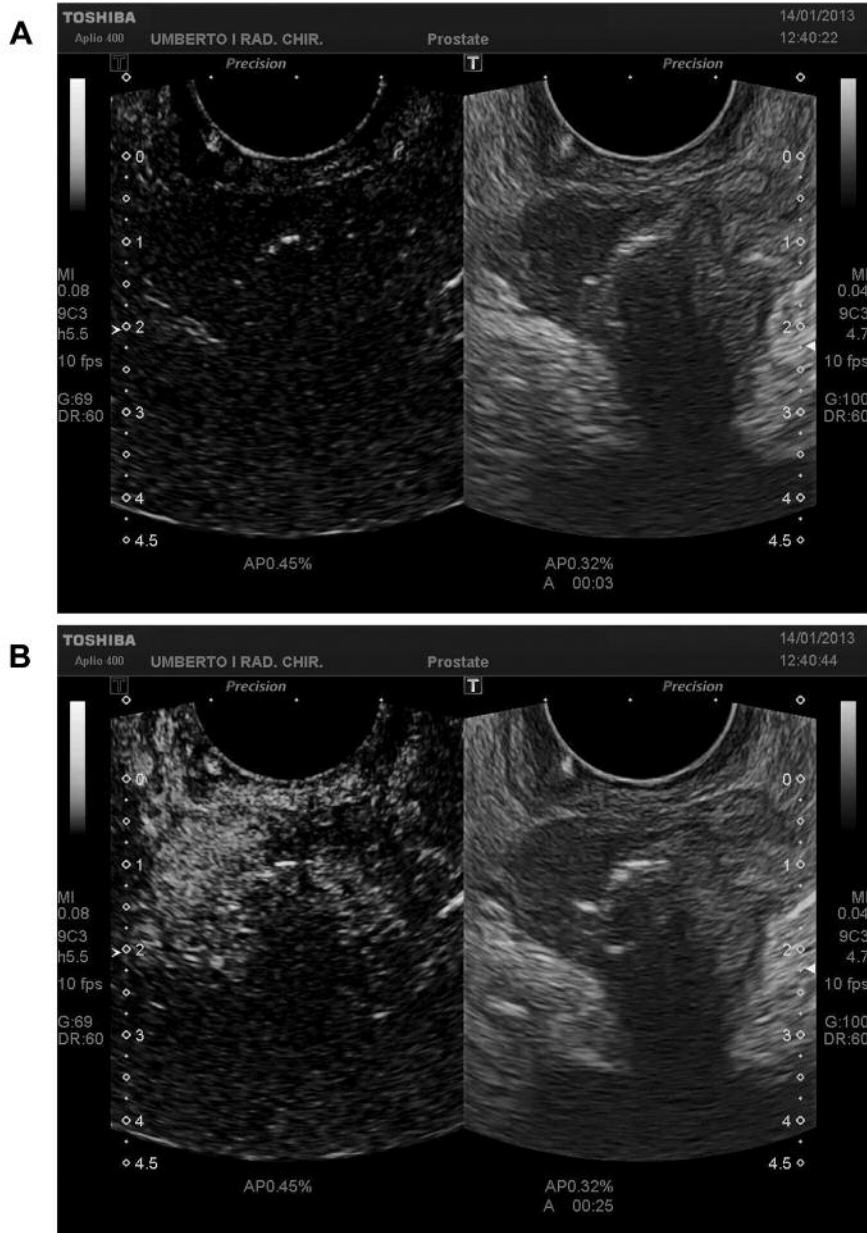 A
TOSHIBA
14/01/2013
Aplio 400 UMBERTO I RAD. CHIR. Prostate 12:40:22
T Precision T Precision
0 0
1 1
MI MI
0.08 0.04
9C3 9C3
h5.5 2 2 4.7
10 fps 10 fps
G:69 G:100
DR:60 3 3 DR:60
4 4
4.5 4.5
AP0.45% AP0.32%
A 00:03
B
TOSHIBA
14/01/2013
Aplio 400 UMBERTO I RAD. CHIR. Prostate 12:40:44
T Precision T Precision
0 0
1 1
MI MI
0.08 0.04
9C3 9C3
h5.5 2 2 4.7
10 fps 10 fps
G:69 G:100
DR:60 3 3 DR:60
4 4
4.5 4.5
AP0.45% AP0.32%
A 00:25